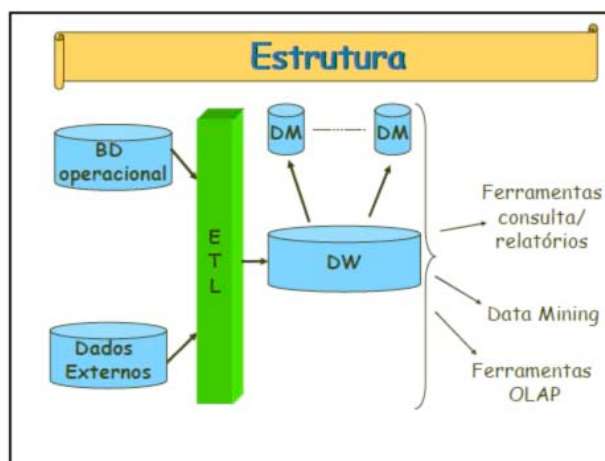 Estrutura
BD
operacional
Dados
Externos
E
T
L
DM
DM
DW
Ferramentas
consulta/
relatórios
Data Mining
Ferramentas
OLAP